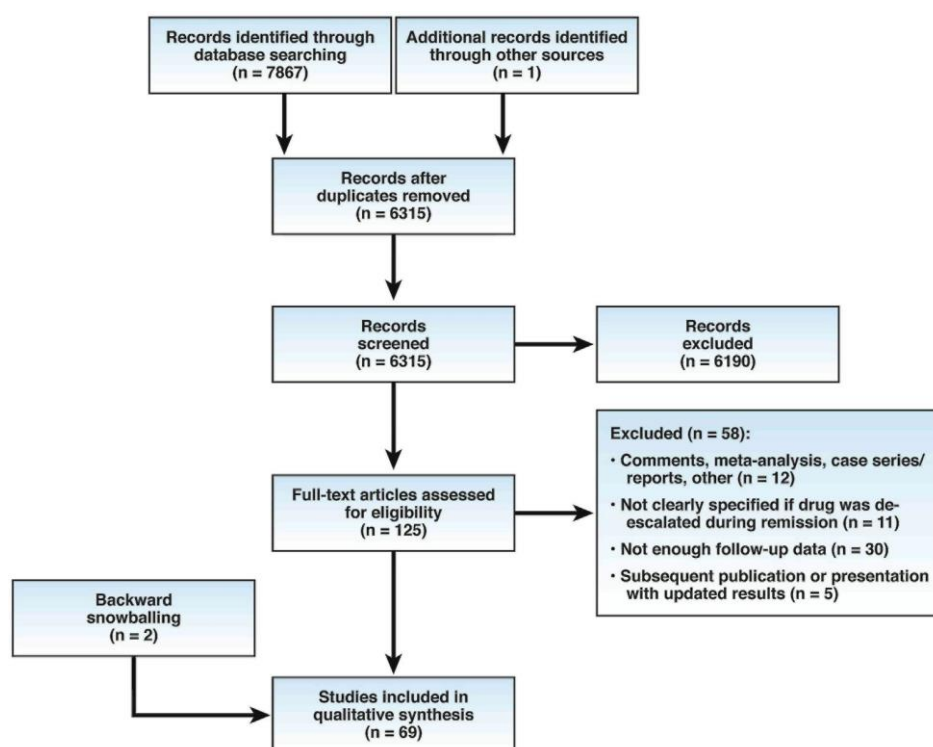 Records identified through
database searching
(n = 7867)
Additional records identified
through other sources
(n = 1)
Records after
duplicates removed
(n = 6315)
Records
screened
(n = 6315)
Records
excluded
(n = 6190)
Full-text articles assessed
for eligibility
(n = 125)
Excluded (n = 58):
• Comments, meta-analysis, case series/
reports, other (n = 12)
• Not clearly specified if drug was de-
escalated during remission (n = 11)
• Not enough follow-up data (n = 30)
• Subsequent publication or presentation
with updated results (n = 5)
Backward
snowballing
(n = 2)
Studies included in
qualitative synthesis
(n = 69)